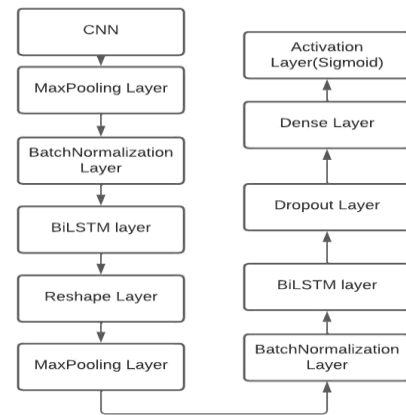 CNN
MaxPooling Layer
BatchNormalization
Layer
BiLSTM layer
Reshape Layer
MaxPooling Layer
BatchNormalization
Layer
BiLSTM layer
Dropout Layer
Dense Layer
Activation
Layer(Sigmoid)